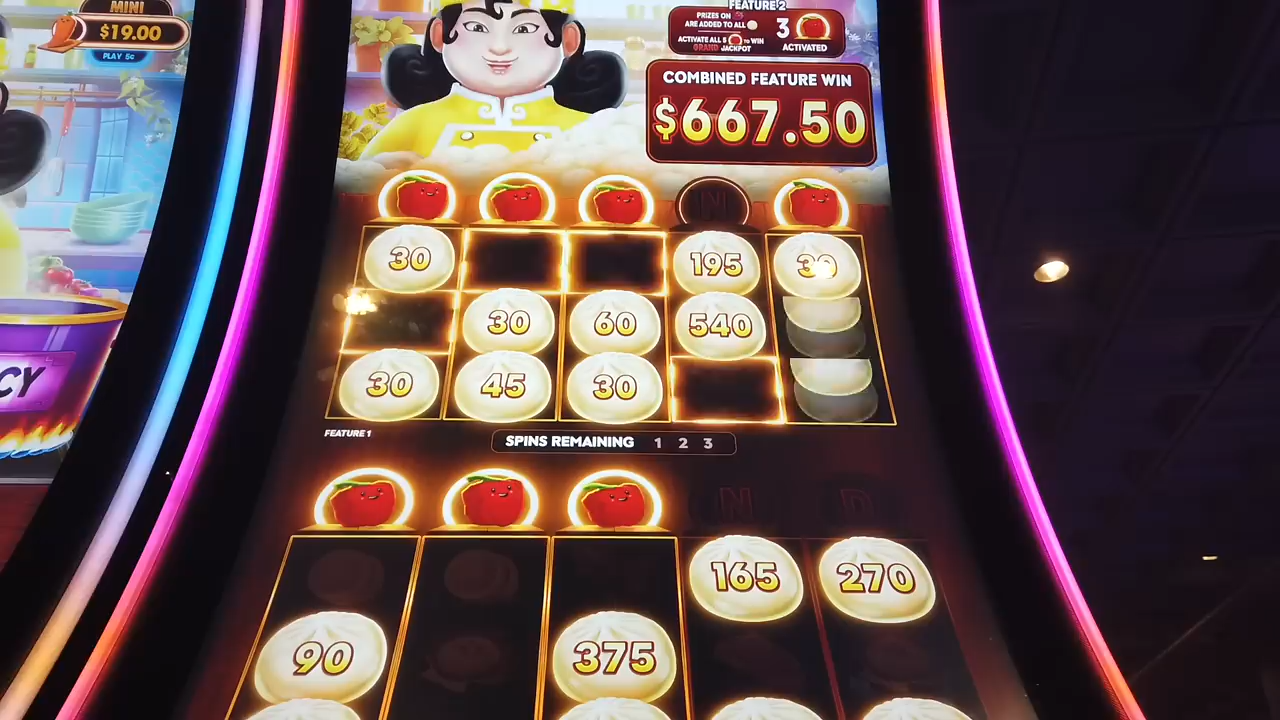 MINI
$19.00
PLAY 5¢
CY
FEATURE 2
PRIZES ON
ARE ADDED TO ALL
ACTIVATE ALL 5 TO WIN
GRAND JACKPOT
3
ACTIVATED
COMBINED FEATURE WIN
$667.50
N
30
195
30
30
60
540
30
45
30
FEATURE 1
SPINS REMAINING 1 2 3
N
D
165
270
90
375